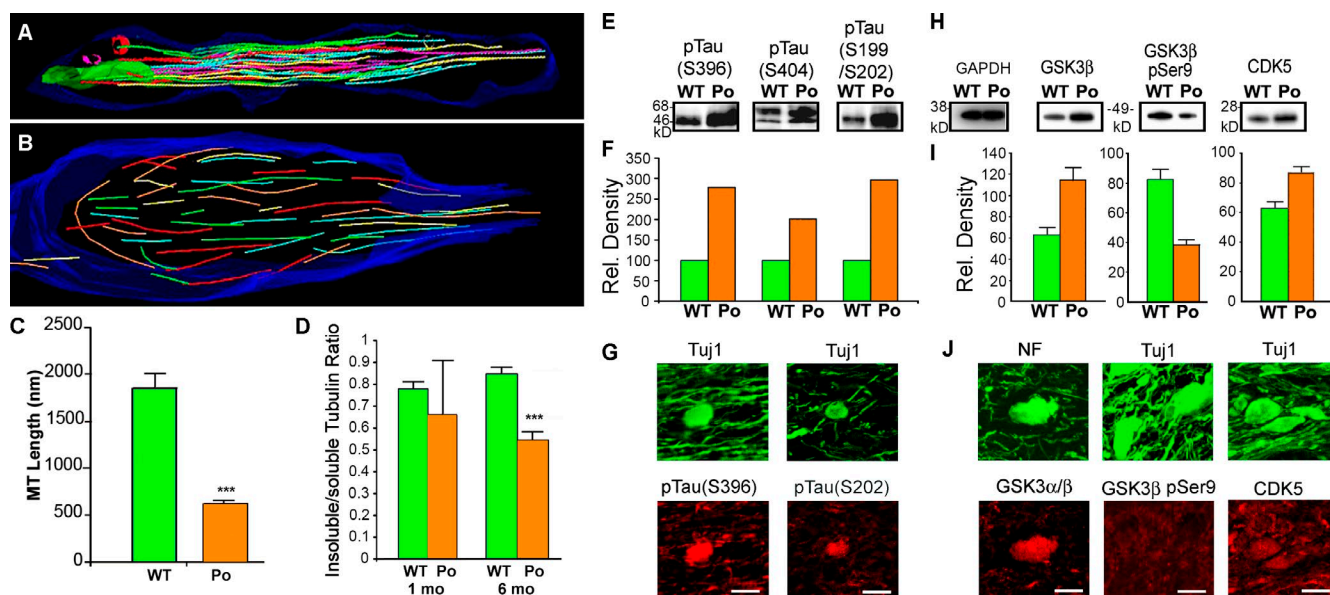 A
B
C
MT Length (nm)
2500
2000
1500
1000
500
0
***
WT
Po
D
Insoluble/soluble Tubulin Ratio
1
0.9
0.8
0.7
0.6
0.5
0.4
0.3
0.2
0.1
0
***
WT Po WT Po
1 mo 6 mo
E
pTau
(S396)
pTau
(S404)
pTau
(S199
/S202)
WT Po WT Po WT Po
68
46
kD
F
Rel. Density
350
300
250
200
150
100
50
0
WT Po WT Po WT Po
G
Tuj1 Tuj1
pTau(S396) pTau(S202)
H
GAPDH
GSK3β
GSK3β
pSer9
CDK5
WT Po WT Po WT Po WT Po
38
kD
-49-
kD
28
kD
I
Rel. Density
140
120
100
80
60
40
20
0
WT Po
100
80
60
40
20
0
WT Po
100
80
60
40
20
0
WT Po
J
NF Tuj1 Tuj1
GSK3α/β GSK3β pSer9 CDK5